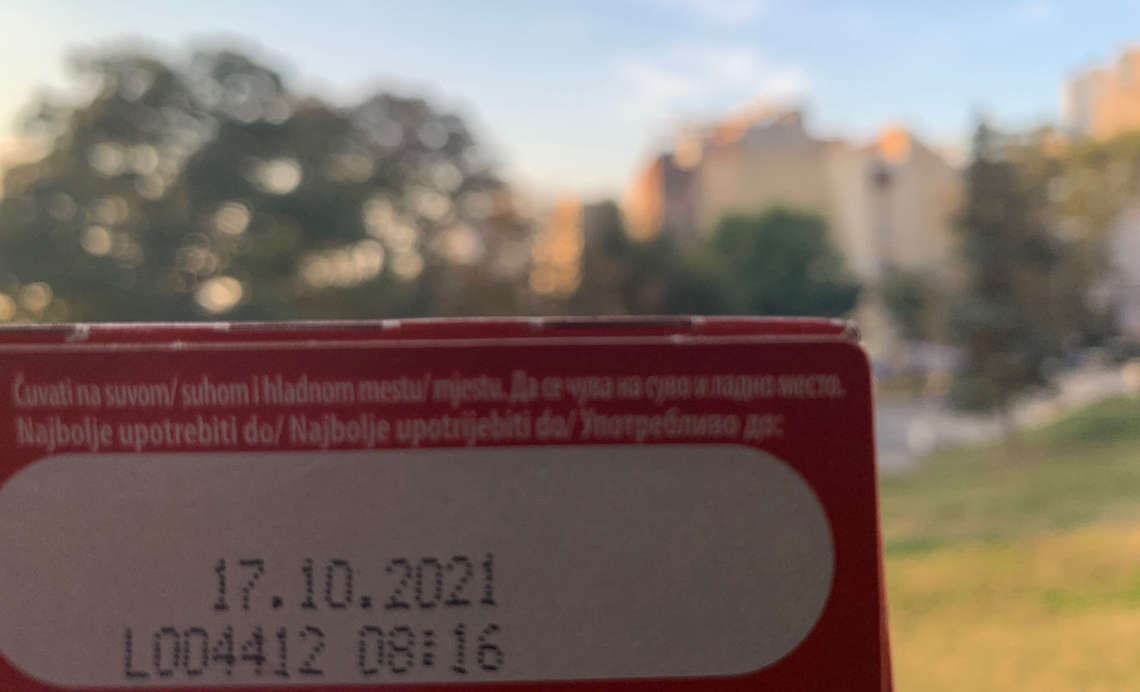 Čuvati na suvom/ suhom i hladnom mestu/ mjestu. Да се чува на суво и ладно место.
Najbolje upotrebiti do/ Najbolje upotrijebiti do/ Употребливо до:
17.10.2021
08:16